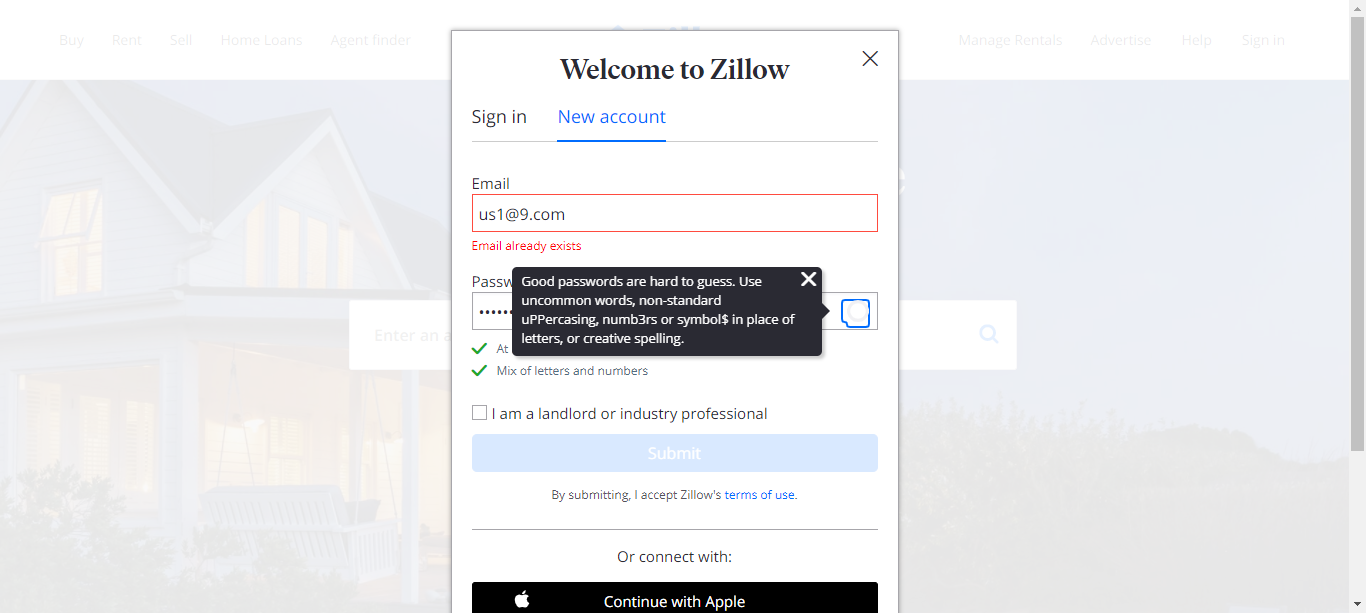 Buy Rent Sell Home Loans Agent finder Manage Rentals Advertise Help Sign in
Welcome to Zillow
Sign in New account
Email
us1@9.com
Email already exists
Good passwords are hard to guess. Use
uncommon words, non-standard
uPPercasing, numb3rs or symbol$ in place of
letters, or creative spelling.
Enter an a
At
Mix of letters and numbers
I am a landlord or industry professional
Submit
By submitting, I accept Zillow's terms of use.
Or connect with:
Continue with Apple